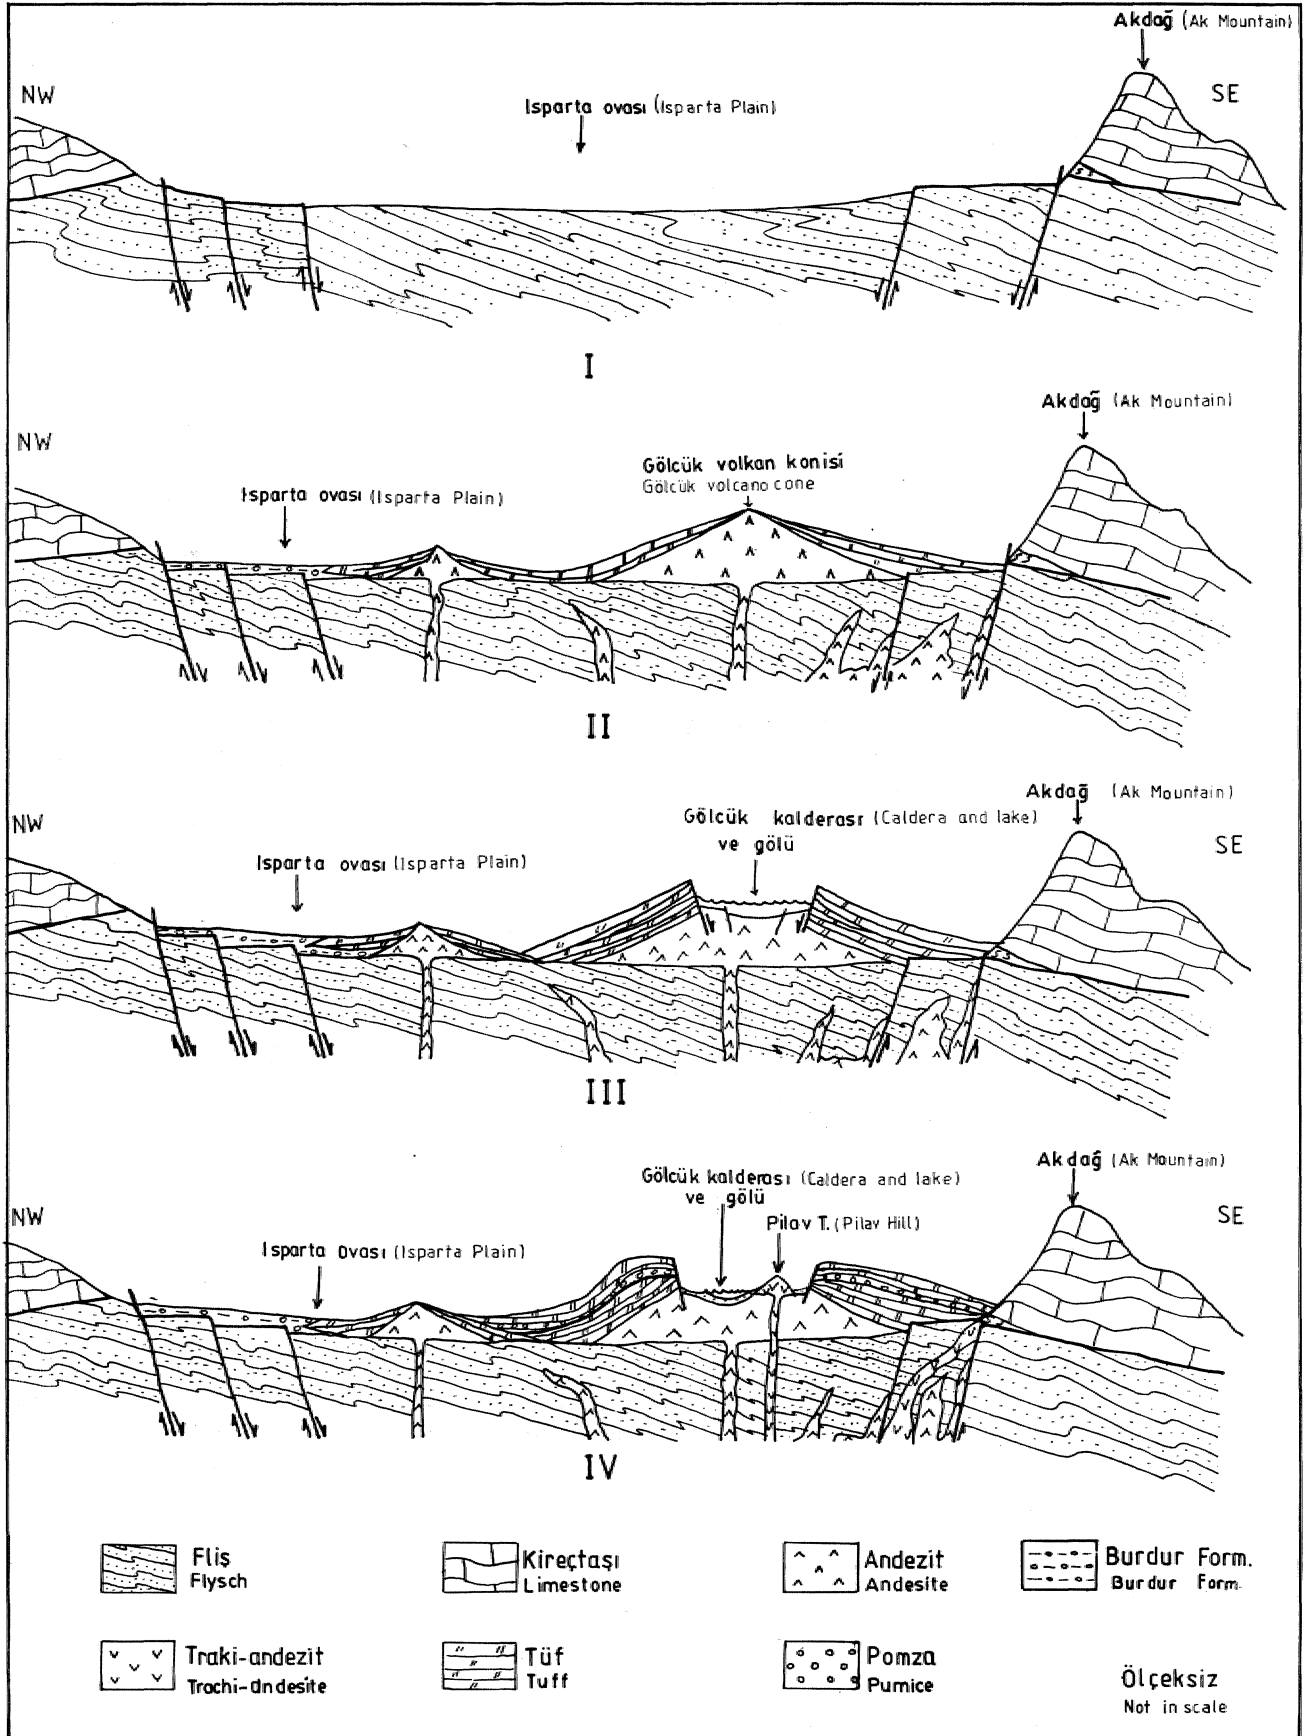 Akdağ (Ak Mountain)
NW
SE
Isparta ovası (Isparta Plain)
I
Akdağ (Ak Mountain)
NW
Gölcük volkan konisi
Gölcük volcano cone
Isparta ovası (Isparta Plain)
II
Akdağ (Ak Mountain)
NW
Gölcük kalderası (Caldera and lake)
ve gölü
SE
Isparta ovası (Isparta Plain)
III
Akdağ (Ak Mountain)
Gölcük kalderası (Caldera and lake)
ve gölü
NW
SE
Pilav T. (Pilav Hill)
Isparta Ovası (Isparta Plain)
IV
Fliş
Flysch
Kireçtaşı
Limestone
Andezit
Andesite
Burdur Form.
Burdur Form.
Traki-andezit
Trachi-andesite
Tüf
Tuff
Pomza
Pumice
Ölçeksiz
Not in scale